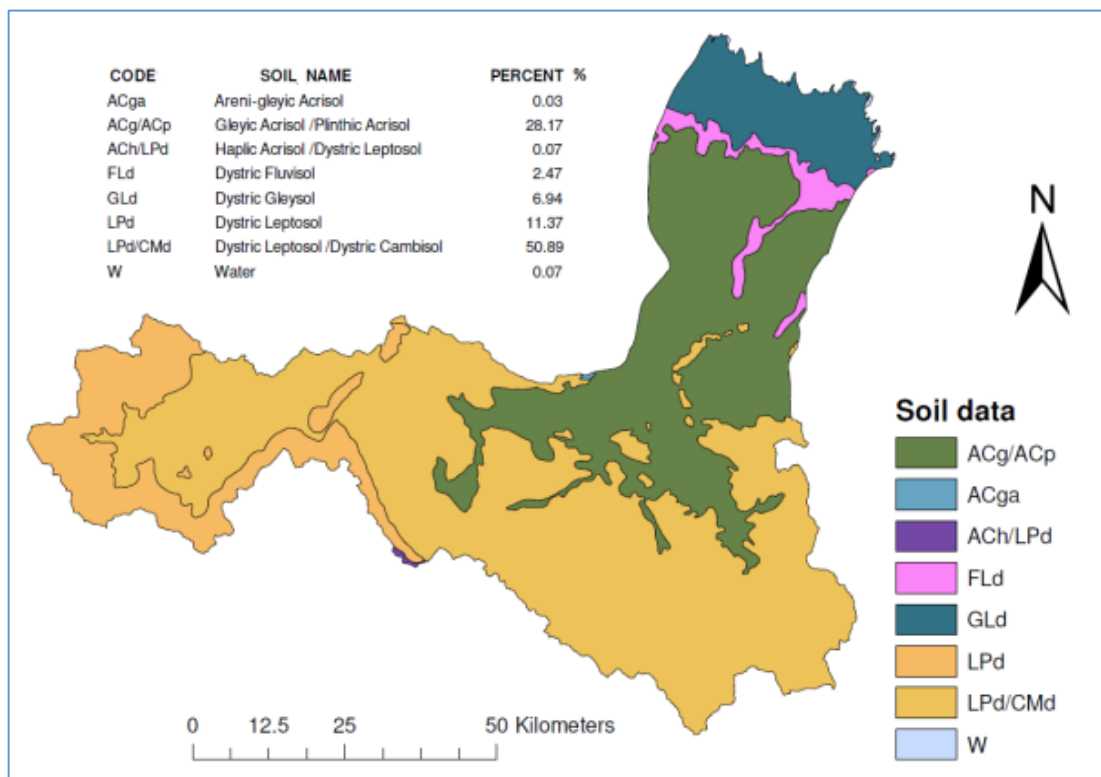 CODE SOIL NAME PERCENT %
ACga Areni-gleyic Acrisol 0.03
ACg/ACp Gleyic Acrisol /Plinthic Acrisol 28.17
ACh/LPd Haplic Acrisol /Dystric Leptosol 0.07
FLd Dystric Fluvisol 2.47
GLd Dystric Gleysol 6.94
LPd Dystric Leptosol 11.37
LPd/CMd Dystric Leptosol /Dystric Cambisol 50.89
W Water 0.07
N
Soil data
ACg/ACp
ACga
ACh/LPd
FLd
GLd
LPd
LPd/CMd
W
0 12.5 25 50 Kilometers